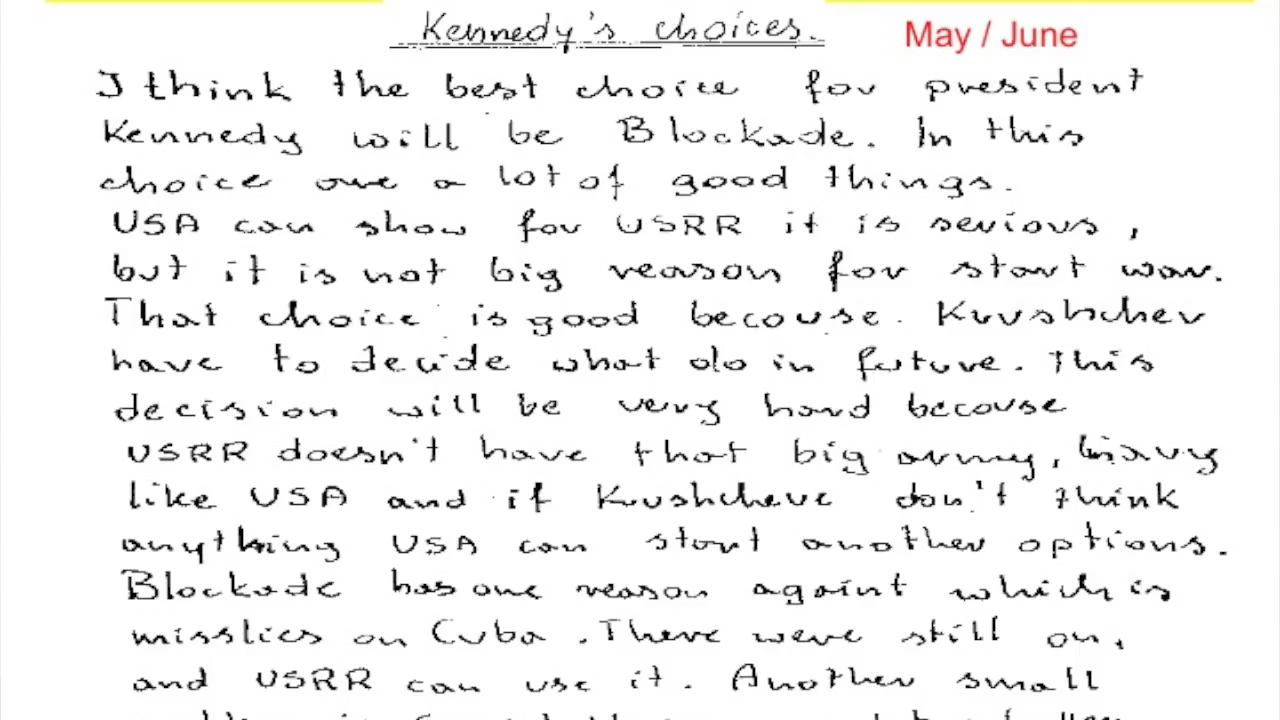 Kennedy's choices.
May / June
I think the best choice for president
Kennedy will be Blockade. In this
choice are a lot of good things.
USA can show for USRR it is serious,
but it is not big reason for start war.
That choice is good becouse. Krushchev
have to decide what do in future. This
decision will be very hard becouse
USRR doesn't have that big army, navy
like USA and if Krushcheve don't think
anything USA can start another options.
Blockade has one reason againt which is
misslies on Cuba. There were still on,
and USRR can use it. Another small